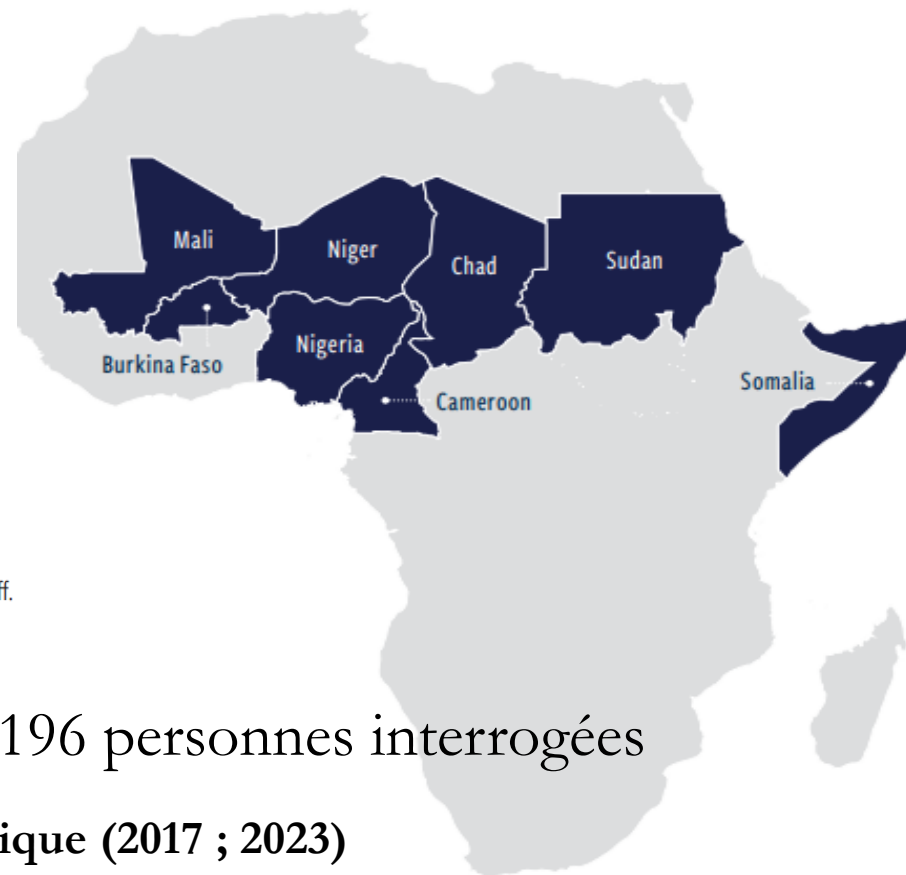 Mali
Niger
Chad
Sudan
Nigeria
Burkina Faso
Somalia
Cameroon
ff.
196 personnes interrogées
ique (2017 ; 2023)